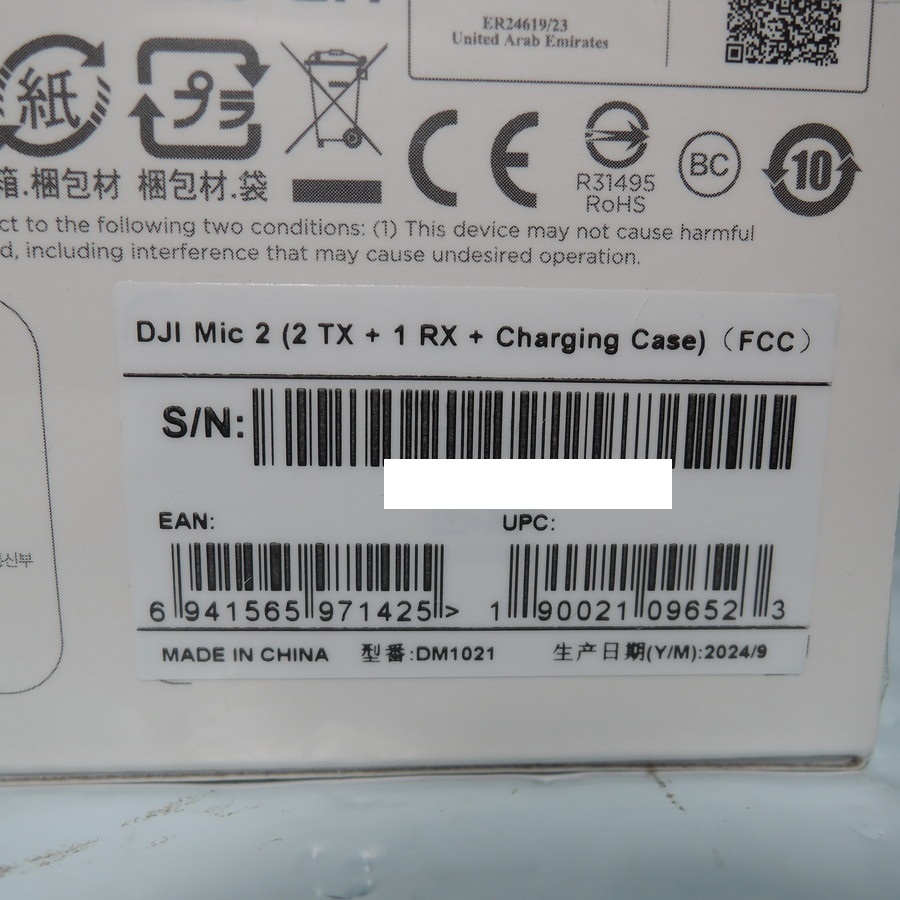 ER24619/23
United Arab Emirates
紙
プラ
CE
R31495
RoHS
BC
10
箱.梱包材 梱包材.袋
ct to the following two conditions: (1) This device may not cause harmful
d, including interference that may cause undesired operation.
DJI Mic 2 (2 TX + 1 RX + Charging Case)（FCC）
S/N:
EAN:
UPC:
6 941565 971425 >
1 90021 09652 3
신부
MADE IN CHINA 型番:DM1021 生产日期(Y/M):2024/9